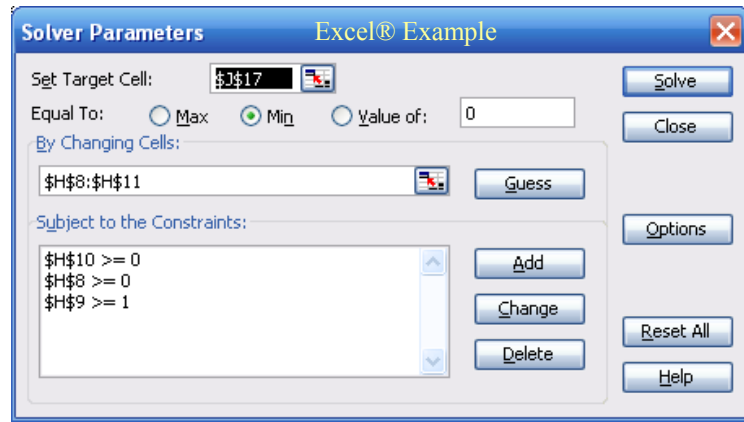 Solver Parameters Excel® Example
Set Target Cell: $J$17 Solve
Equal To: Max Min Value of: 0
Close
By Changing Cells:
$H$8:$H$11 Guess
Subject to the Constraints:
Options
$H$10 >= 0
$H$8 >= 0
$H$9 >= 1
Add
Change
Reset All
Delete
Help